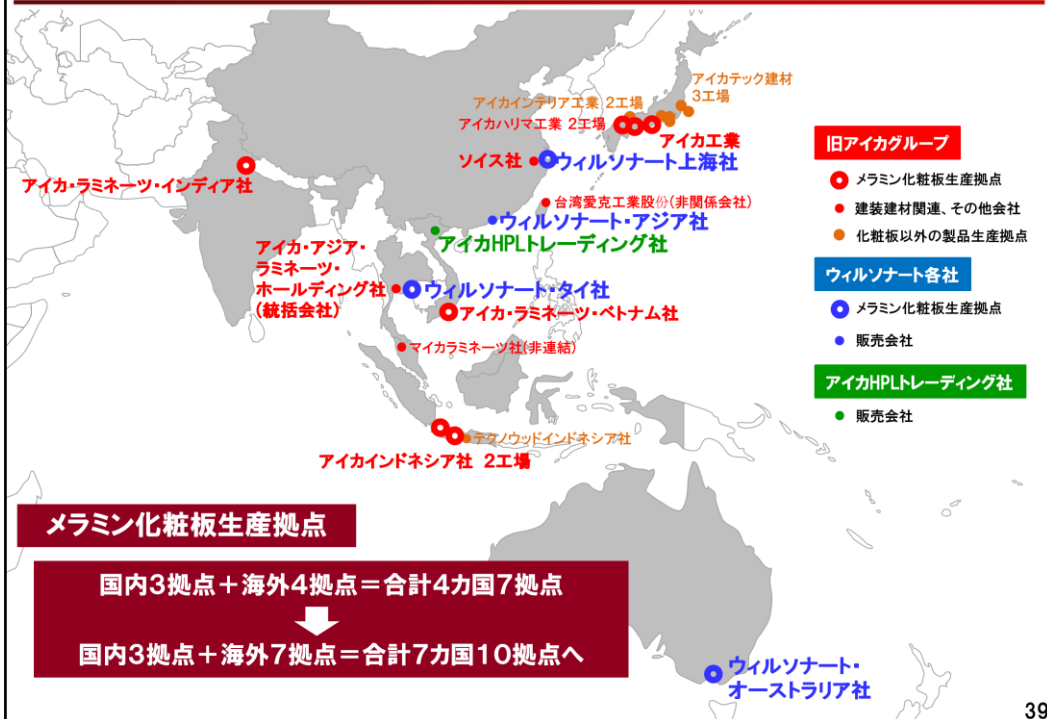 アイカテック建材
3工場
アイカインテリア工業 2工場
アイカハリマ工業 2工場
アイカ工業
ソイス社
ウィルソナート上海社
アイカ・ラミネーツ・インディア社
台湾愛克工業股份(非関係会社)
ウィルソナート・アジア社
アイカHPLトレーディング社
アイカ・アジア・
ラミネーツ・
ホールディング社
(統括会社)
ウィルソナート・タイ社
アイカ・ラミネーツ・ベトナム社
マイカラミネーツ社(非連結)
テクノウッドインドネシア社
アイカインドネシア社 2工場
旧アイカグループ
メラミン化粧板生産拠点
建装建材関連、その他会社
化粧板以外の製品生産拠点
ウィルソナート各社
メラミン化粧板生産拠点
販売会社
アイカHPLトレーディング社
販売会社
メラミン化粧板生産拠点
国内3拠点+海外4拠点=合計4カ国7拠点
国内3拠点+海外7拠点=合計7カ国10拠点へ
ウィルソナート・
オーストラリア社
39